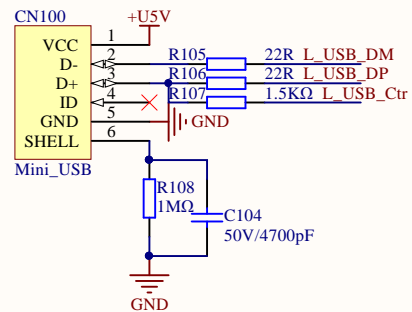 CN100
+U5V
VCC 1
D- 2 R105 22R L_USB_DM
D+ 3 R106 22R L_USB_DP
ID 4 R107 1.5KΩ L_USB_Ctr
GND 5 GND
SHELL 6
Mini_USB
R108
1MΩ
C104
50V/4700pF
GND